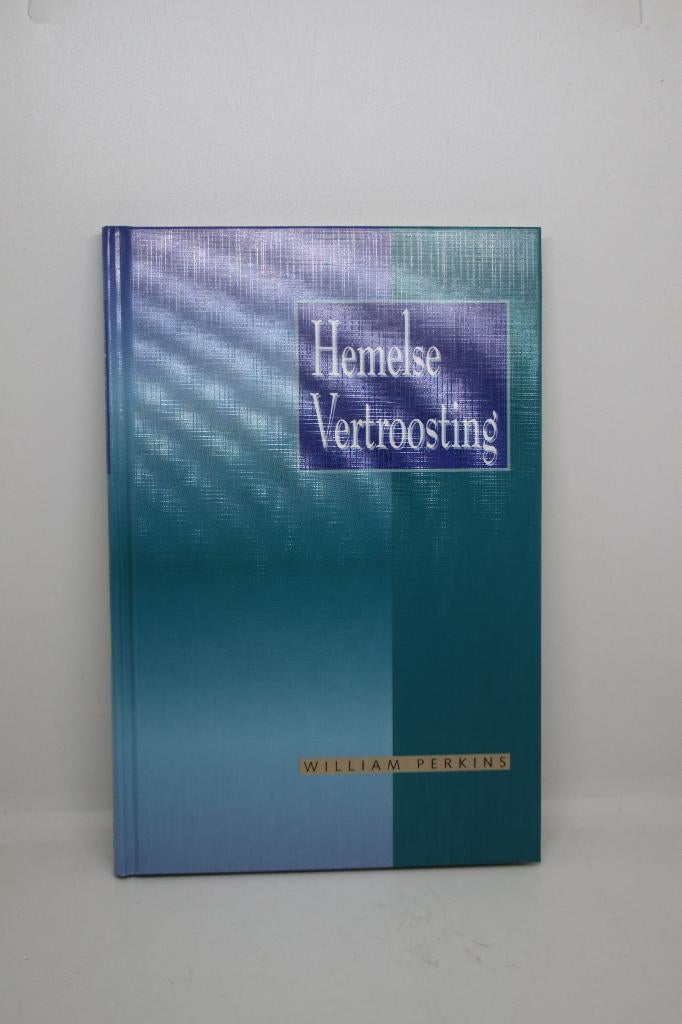 Hemelse
Vertroosting
WILLIAM PERKINS